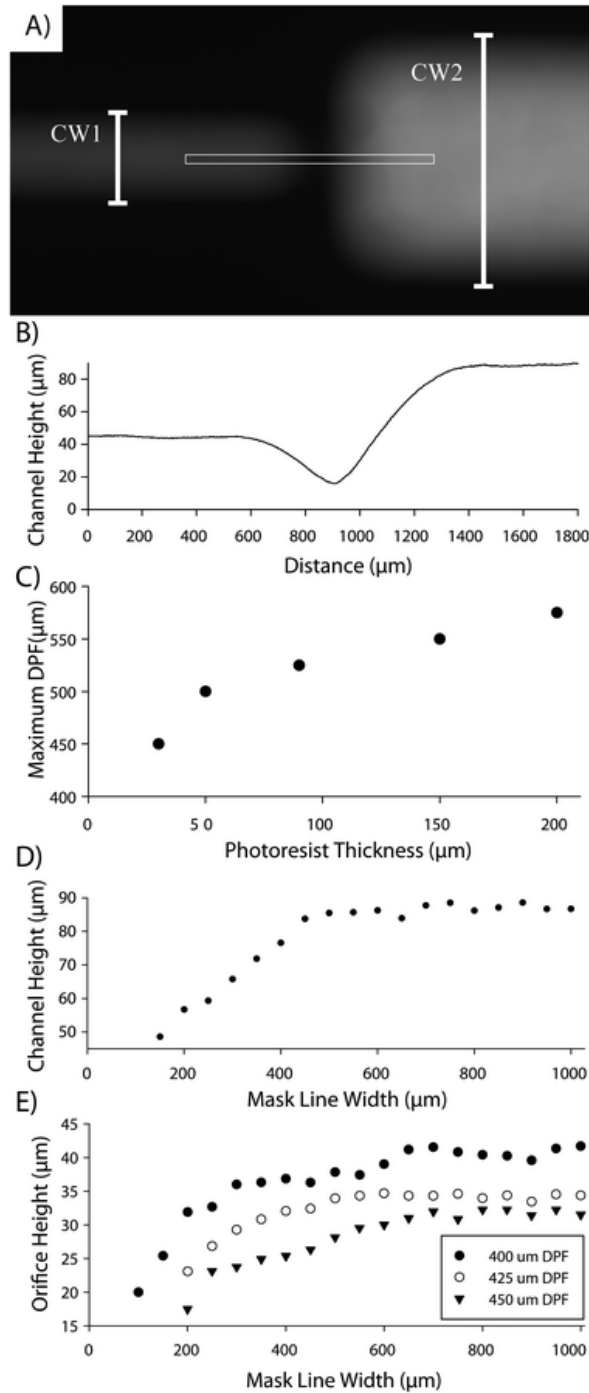 A)
CW1
CW2
B)
Channel Height (µm)
80
60
40
20
0
0 200 400 600 800 1000 1200 1400 1600 1800
Distance (µm)
C)
Maximum DPF(µm)
600
550
500
450
400
0 5 0 100 150 200
Photoresist Thickness (µm)
D)
Channel Height (µm)
90
80
70
60
50
0 200 400 600 800 1000
Mask Line Width (µm)
E)
Orifice Height (µm)
45
40
35
30
25
20
15
0 200 400 600 800 1000
400 um DPF
425 um DPF
450 um DPF
Mask Line Width (µm)